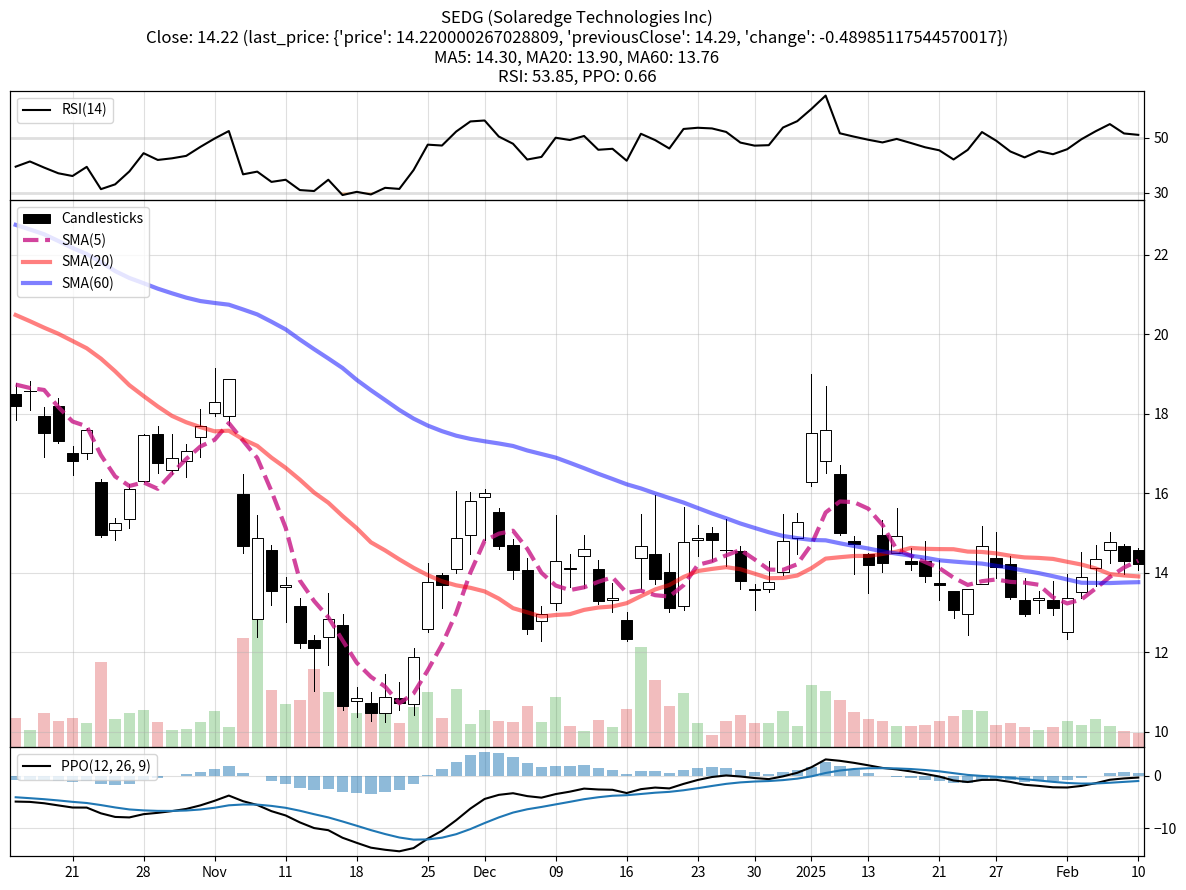 SEDG (Solaredge Technologies Inc)
Close: 14.22 (last_price: {'price': 14.220000267028809, 'previousClose': 14.29, 'change': -0.48985117544570017})
MA5: 14.30, MA20: 13.90, MA60: 13.76
RSI: 53.85, PPO: 0.66
RSI(14)
50
30
Candlesticks
SMA(5)
SMA(20)
SMA(60)
22
20
18
16
14
12
10
PPO(12, 26, 9)
0
−10
21 28 Nov 11 18 25 Dec 09 16 23 30 2025 13 21 27 Feb 10